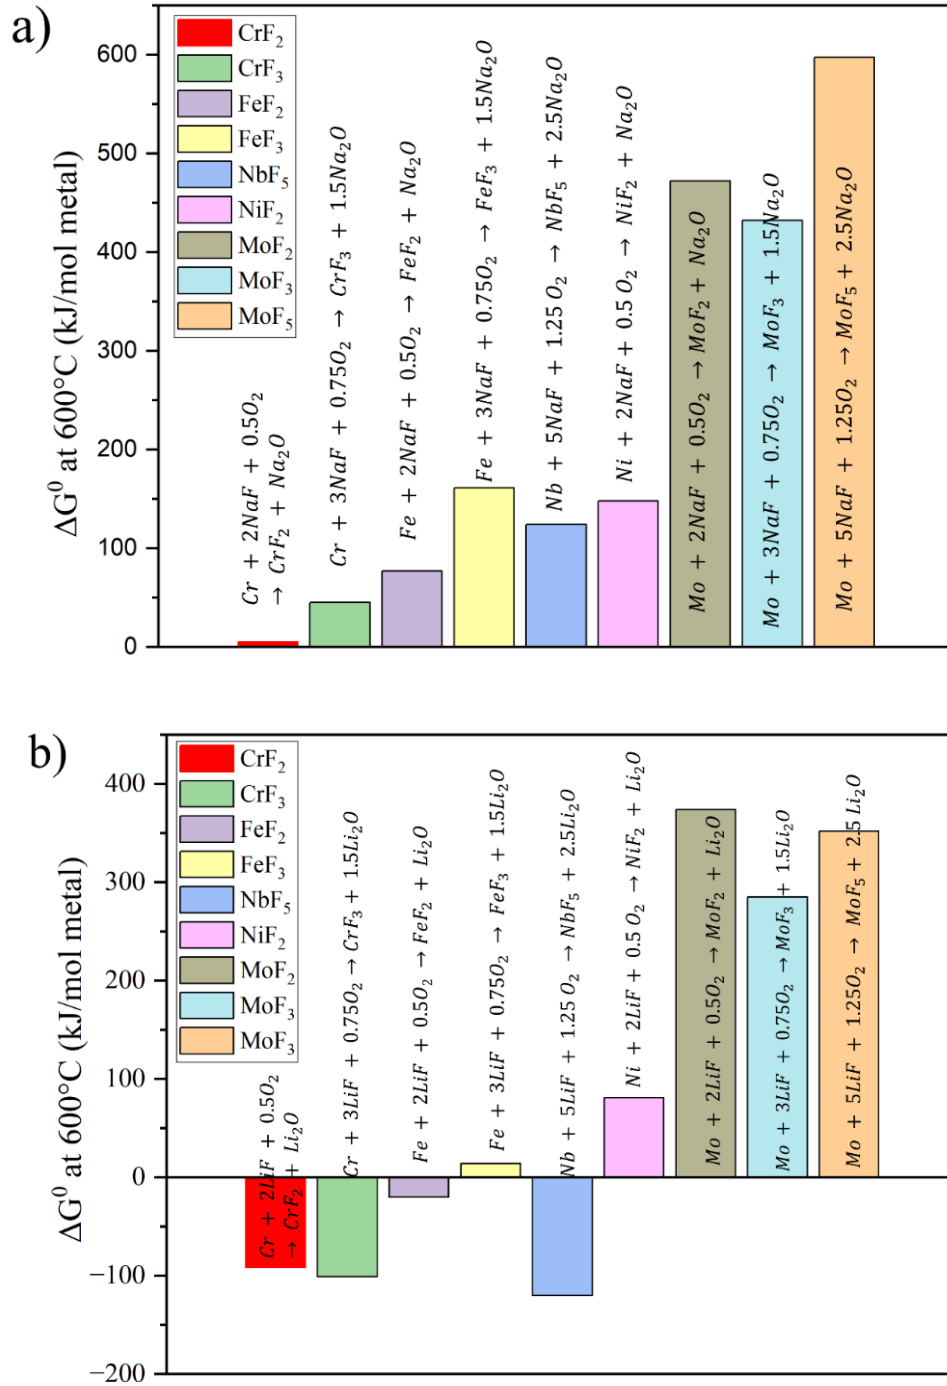 a)
CrF₂
CrF₃
FeF₂
FeF₃
NbF₅
NiF₂
MoF₂
MoF₃
MoF₅
600
500
400
300
200
100
0
ΔG⁰ at 600°C (kJ/mol metal)
Cr + 2NaF + 0.5O₂
→ CrF₂ + Na₂O
Cr + 3NaF + 0.75O₂ → CrF₃ + 1.5Na₂O
Fe + 2NaF + 0.5O₂ → FeF₂ + Na₂O
Fe + 3NaF + 0.75O₂ → FeF₃ + 1.5Na₂O
Nb + 5NaF + 1.25 O₂ → NbF₅ + 2.5Na₂O
Ni + 2NaF + 0.5 O₂ → NiF₂ + Na₂O
Mo + 2NaF + 0.5O₂ → MoF₂ + Na₂O
Mo + 3NaF + 0.75O₂ → MoF₃ + 1.5Na₂O
Mo + 5NaF + 1.25O₂ → MoF₅ + 2.5Na₂O
b)
CrF₂
CrF₃
FeF₂
FeF₃
NbF₅
NiF₂
MoF₂
MoF₃
MoF₃
400
300
200
100
0
−100
−200
ΔG⁰ at 600°C (kJ/mol metal)
Cr + 2LiF + 0.5O₂
→ CrF₂ + Li₂O
Cr + 3LiF + 0.75O₂ → CrF₃ + 1.5Li₂O
Fe + 2LiF + 0.5O₂ → FeF₂ + Li₂O
Fe + 3LiF + 0.75O₂ → FeF₃ + 1.5Li₂O
Nb + 5LiF + 1.25 O₂ → NbF₅ + 2.5Li₂O
Ni + 2LiF + 0.5 O₂ → NiF₂ + Li₂O
Mo + 2LiF + 0.5O₂ → MoF₂ + Li₂O
Mo + 3LiF + 0.75O₂ → MoF₃ + 1.5Li₂O
Mo + 5LiF + 1.25O₂ → MoF₅ + 2.5 Li₂O